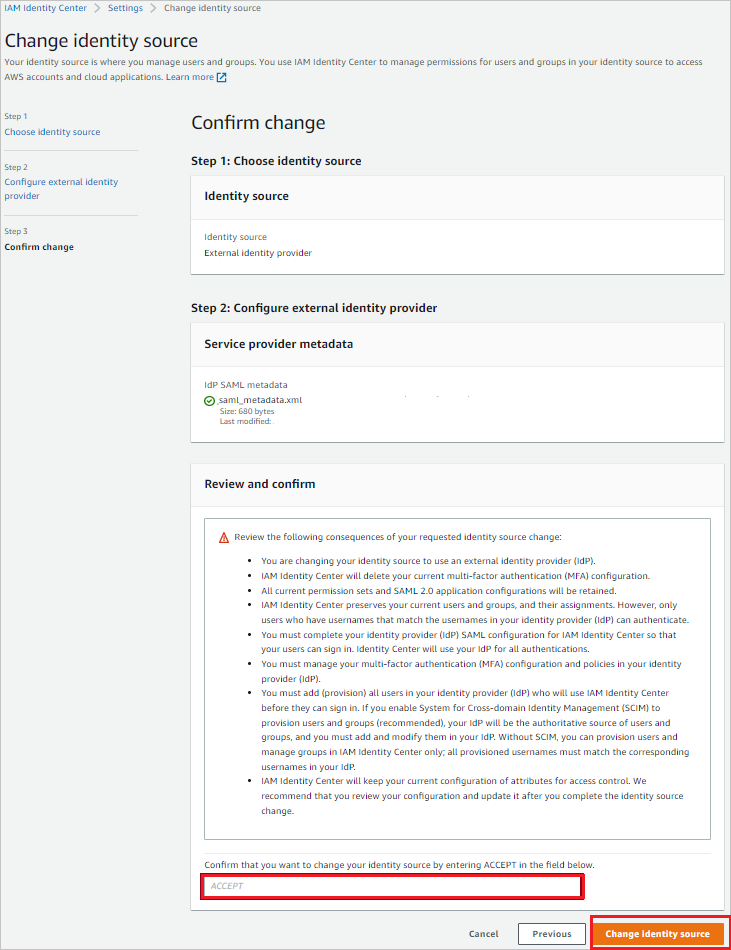 IAM Identity Center > Settings > Change identity source
Change identity source
Your identity source is where you manage users and groups. You use IAM Identity Center to manage permissions for users and groups in your identity source to access
AWS accounts and cloud applications. Learn more
Step 1
Choose identity source
Step 2
Configure external identity
provider
Step 3
Confirm change
Confirm change
Step 1: Choose identity source
Identity source
Identity source
External identity provider
Step 2: Configure external identity provider
Service provider metadata
IdP SAML metadata
_saml_metadata.xml
Size: 680 bytes
Last modified:
Review and confirm
Review the following consequences of your requested identity source change:
• You are changing your identity source to use an external identity provider (IdP).
• IAM Identity Center will delete your current multi-factor authentication (MFA) configuration.
• All current permission sets and SAML 2.0 application configurations will be retained.
• IAM Identity Center preserves your current users and groups, and their assignments. However, only
users who have usernames that match the usernames in your identity provider (IdP) can authenticate.
• You must complete your identity provider (IdP) SAML configuration for IAM Identity Center so that
your users can sign in. Identity Center will use your IdP for all authentications.
• You must manage your multi-factor authentication (MFA) configuration and policies in your identity
provider (IdP).
• You must add (provision) all users in your identity provider (IdP) who will use IAM Identity Center
before they can sign in. If you enable System for Cross-domain Identity Management (SCIM) to
provision users and groups (recommended), your IdP will be the authoritative source of users and
groups, and you must add and modify them in your IdP. Without SCIM, you can provision users and
manage groups in IAM Identity Center only; all provisioned usernames must match the corresponding
usernames in your IdP.
• IAM Identity Center will keep your current configuration of attributes for access control. We
recommend that you review your configuration and update it after you complete the identity source
change.
Confirm that you want to change your identity source by entering ACCEPT in the field below.
ACCEPT
Cancel
Previous
Change identity source